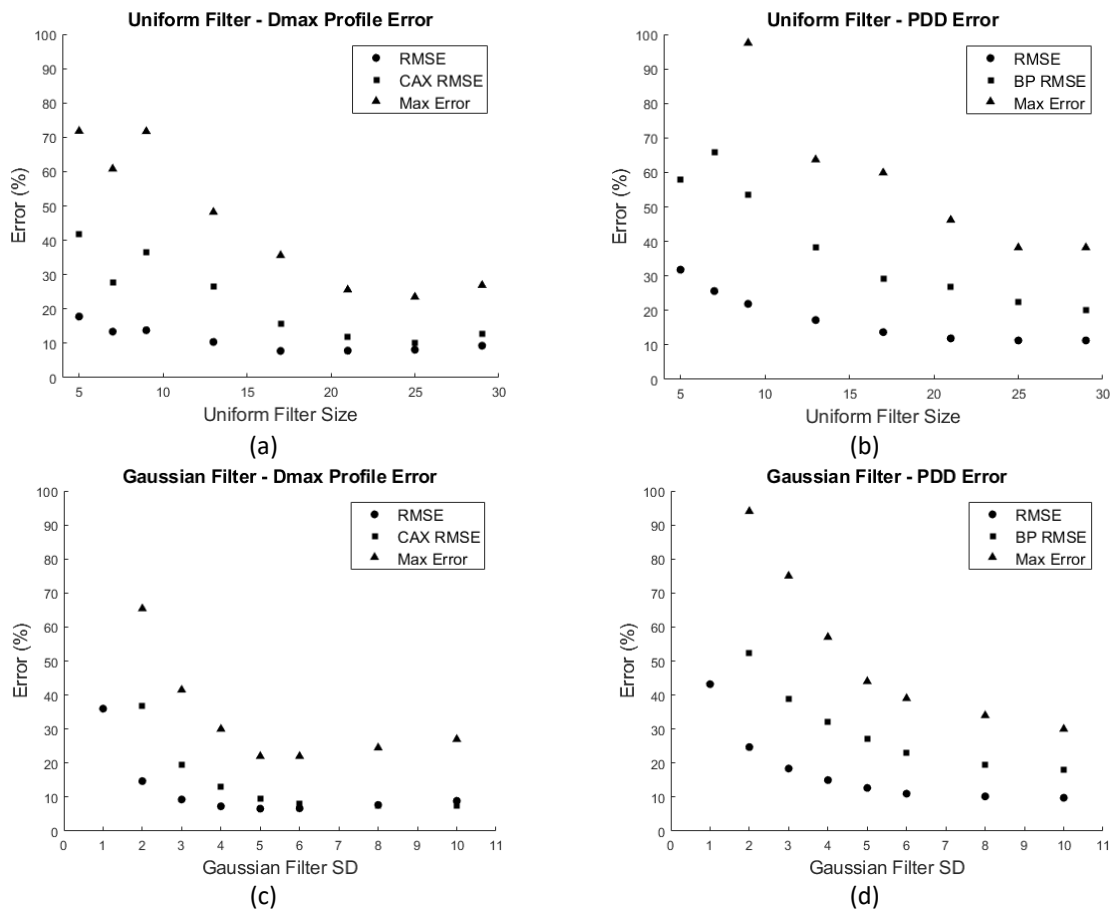 Uniform Filter - Dmax Profile Error
100
90
80
70
60
50
40
30
20
10
0
Error (%)
RMSE
CAX RMSE
Max Error
5
10
15
20
25
30
Uniform Filter Size
(a)
Uniform Filter - PDD Error
100
90
80
70
60
50
40
30
20
10
0
Error (%)
RMSE
BP RMSE
Max Error
5
10
15
20
25
30
Uniform Filter Size
(b)
Gaussian Filter - Dmax Profile Error
100
90
80
70
60
50
40
30
20
10
0
Error (%)
RMSE
CAX RMSE
Max Error
0
1
2
3
4
5
6
7
8
9
10
11
Gaussian Filter SD
(c)
Gaussian Filter - PDD Error
100
90
80
70
60
50
40
30
20
10
0
Error (%)
RMSE
BP RMSE
Max Error
0
1
2
3
4
5
6
7
8
9
10
11
Gaussian Filter SD
(d)